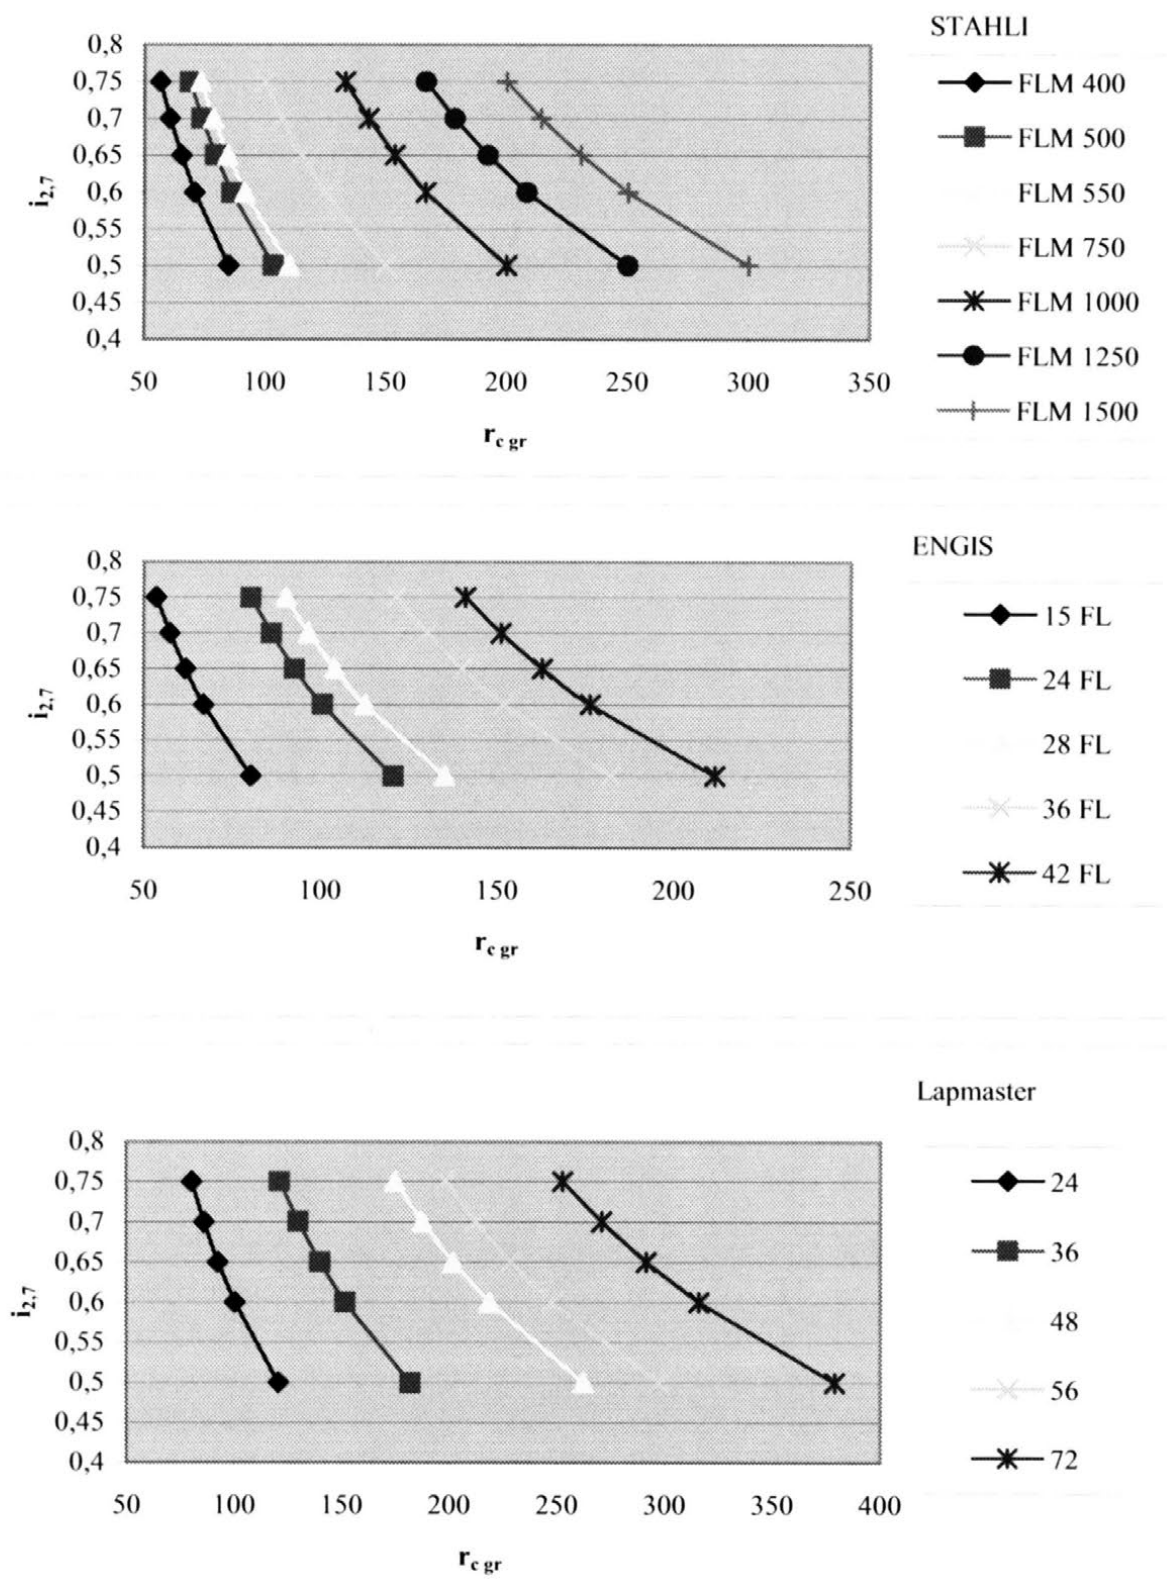 STAHLI
0,8
0,75
0,7
0,65
0,6
0,55
0,5
0,45
0,4
i2,7
50 100 150 200 250 300 350
rc gr
FLM 400
FLM 500
FLM 550
FLM 750
FLM 1000
FLM 1250
FLM 1500
ENGIS
0,8
0,75
0,7
0,65
0,6
0,55
0,5
0,45
0,4
i2,7
50 100 150 200 250
rc gr
15 FL
24 FL
28 FL
36 FL
42 FL
Lapmaster
0,8
0,75
0,7
0,65
0,6
0,55
0,5
0,45
0,4
i2,7
50 100 150 200 250 300 350 400
rc gr
24
36
48
56
72